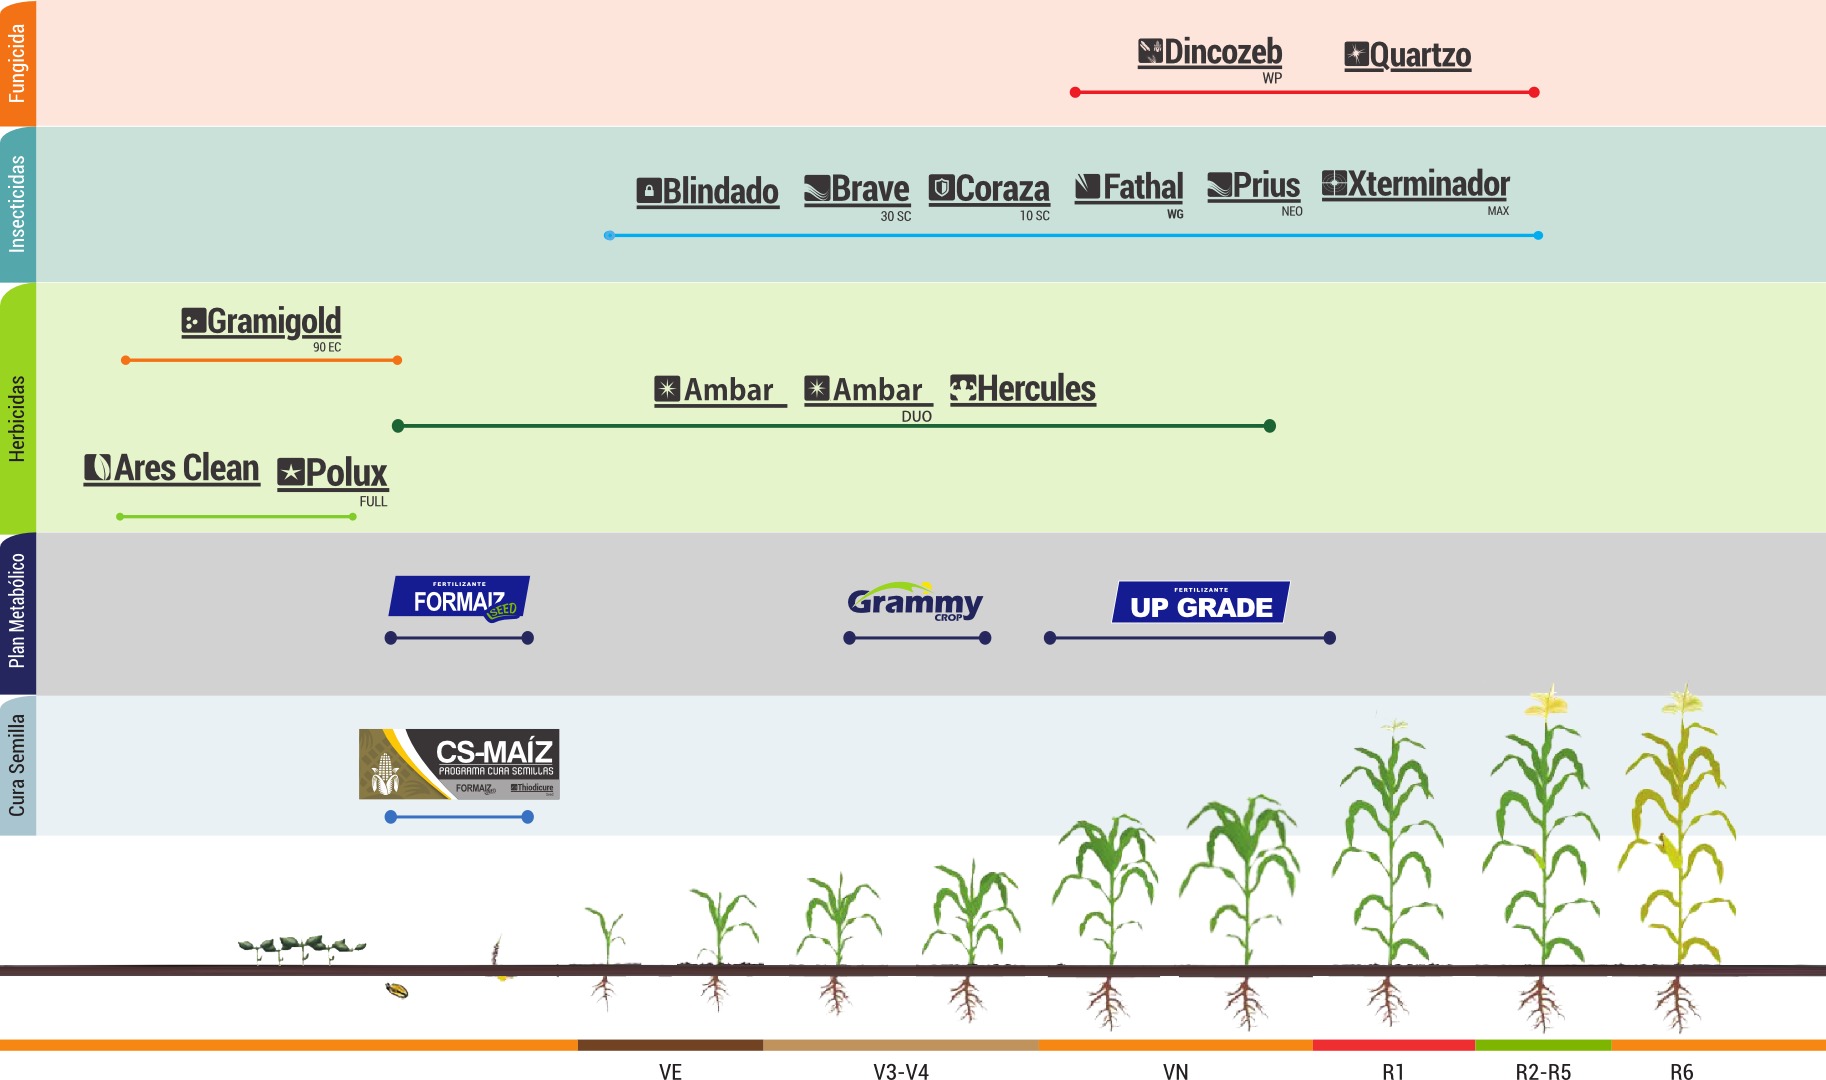 Fungicida
Dincozeb
WP
Quartzo
Insecticidas
Blindado
Brave
30 SC
Coraza
10 SC
Fathal
WG
Prius
NEO
Xterminador
MAX
Herbicidas
Gramigold
90 EC
Ambar
Ambar
DUO
Hercules
Ares Clean
Polux
FULL
Plan Metabólico
FERTILIZANTE
FORMAIZ
SEED
Grammy
CROP
FERTILIZANTE
UP GRADE
Cura Semilla
CS-MAÍZ
PROGRAMA CURA SEMILLAS
FORMAIZ
Thiodicure
VE
V3-V4
VN
R1
R2-R5
R6